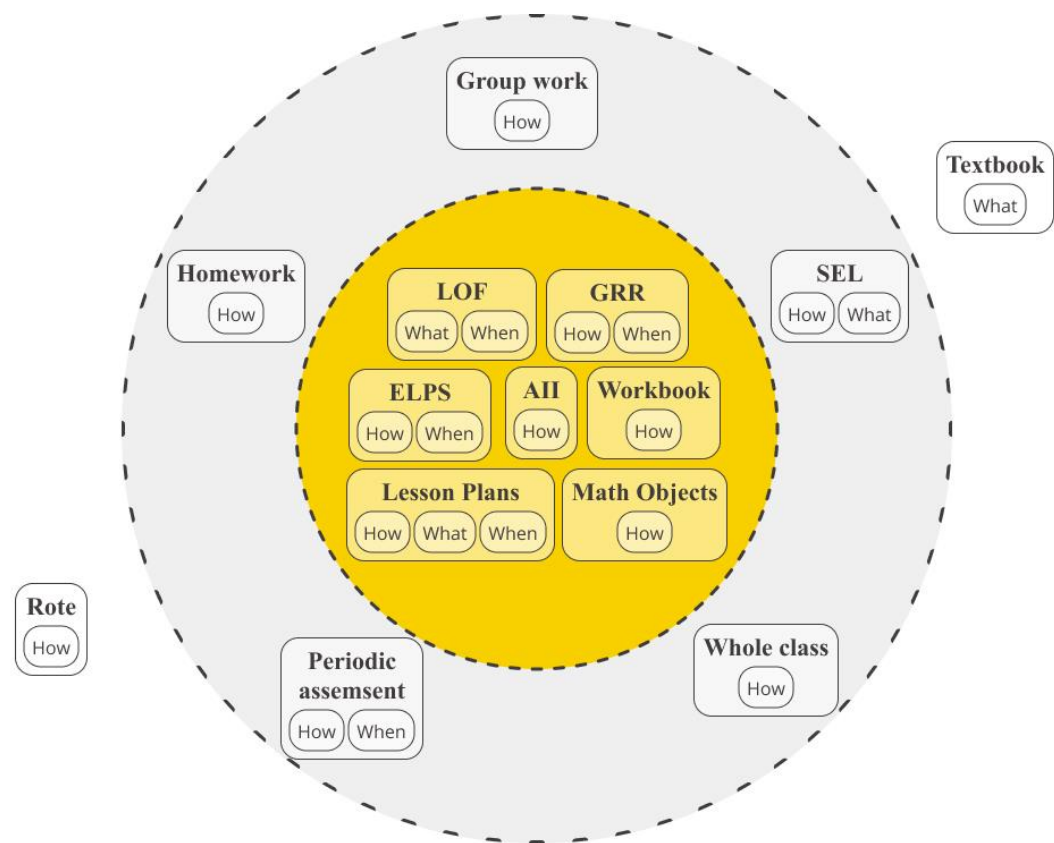 Group work
How
Textbook
What
Homework
How
SEL
How What
LOF
What When
GRR
How When
ELPS
How When
AII
How
Workbook
How
Lesson Plans
How What When
Math Objects
How
Rote
How
Periodic
assemsent
How When
Whole class
How